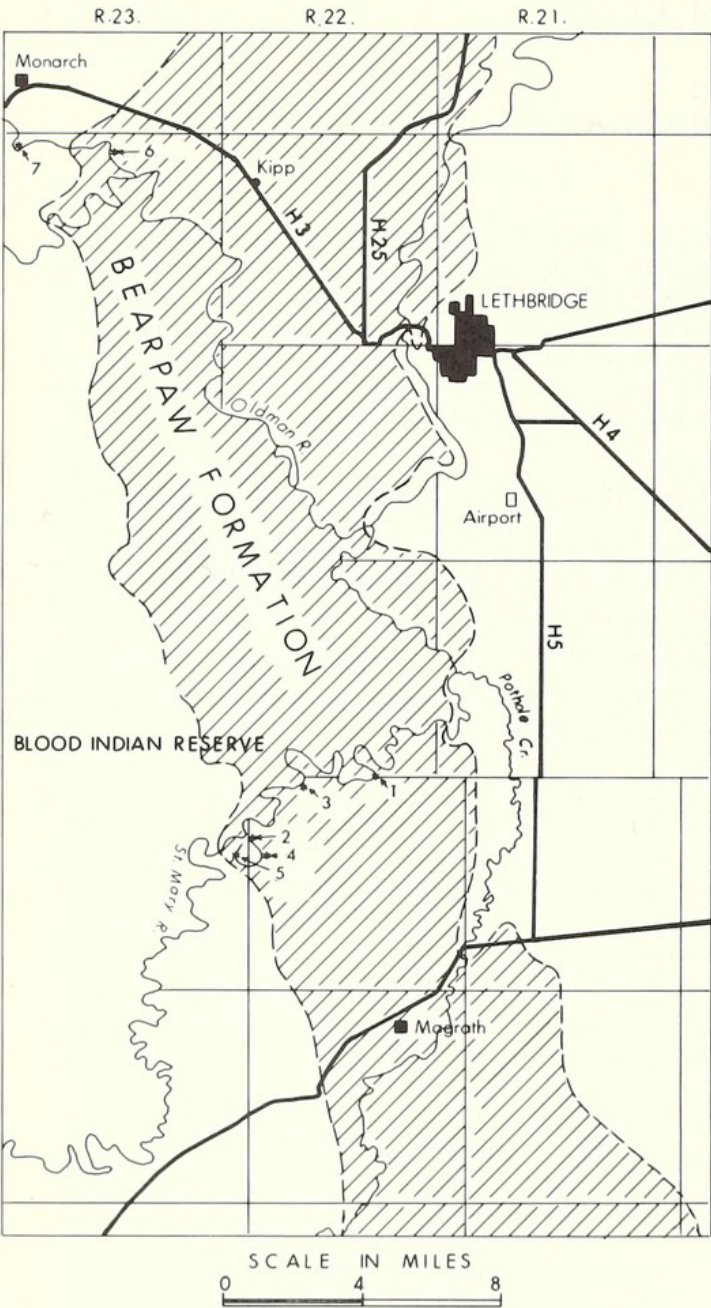 R.23. R.22. R.21.
Monarch
6
7
Kipp
H3
H25
LETHBRIDGE
BEARPAW FORMATION
Oldman R.
H4
Airport
H5
Pothole Cr.
BLOOD INDIAN RESERVE
1
3
2
4
5
St. Mary R.
Magrath
SCALE IN MILES
0 4 8